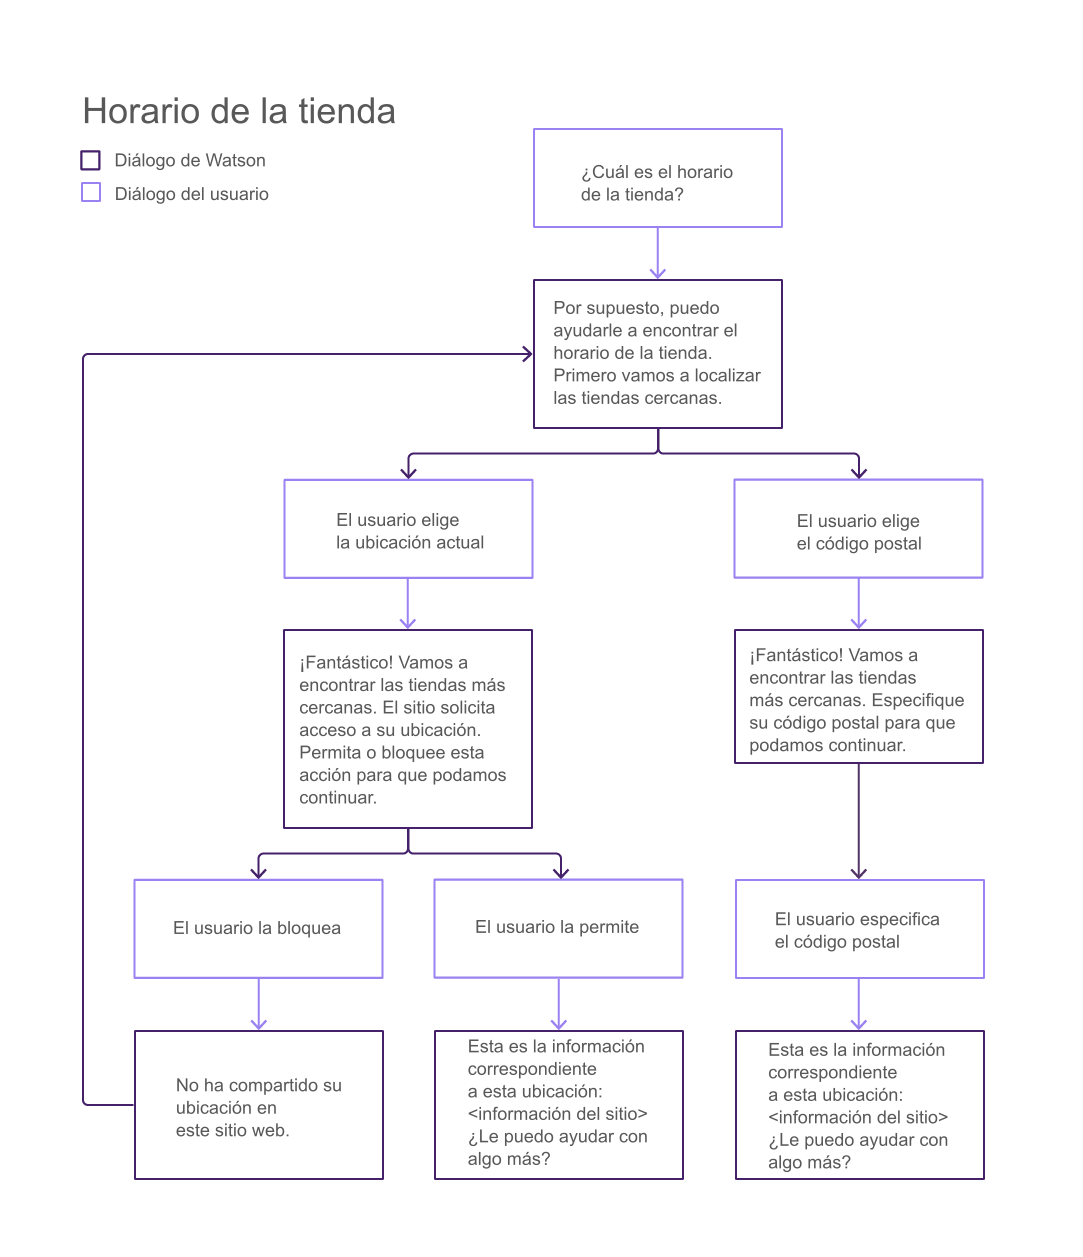 Horario de la tienda
Diálogo de Watson
Diálogo del usuario
¿Cuál es el horario
de la tienda?
Por supuesto, puedo
ayudarle a encontrar el
horario de la tienda.
Primero vamos a localizar
las tiendas cercanas.
El usuario elige
la ubicación actual
El usuario elige
el código postal
¡Fantástico! Vamos a
encontrar las tiendas más
cercanas. El sitio solicita
acceso a su ubicación.
Permita o bloquee esta
acción para que podamos
continuar.
¡Fantástico! Vamos a
encontrar las tiendas
más cercanas. Especifique
su código postal para que
podamos continuar.
El usuario la bloquea
El usuario la permite
El usuario especifica
el código postal
No ha compartido su
ubicación en
este sitio web.
Esta es la información
correspondiente
a esta ubicación:
<información del sitio>
¿Le puedo ayudar con
algo más?
Esta es la información
correspondiente
a esta ubicación:
<información del sitio>
¿Le puedo ayudar con
algo más?